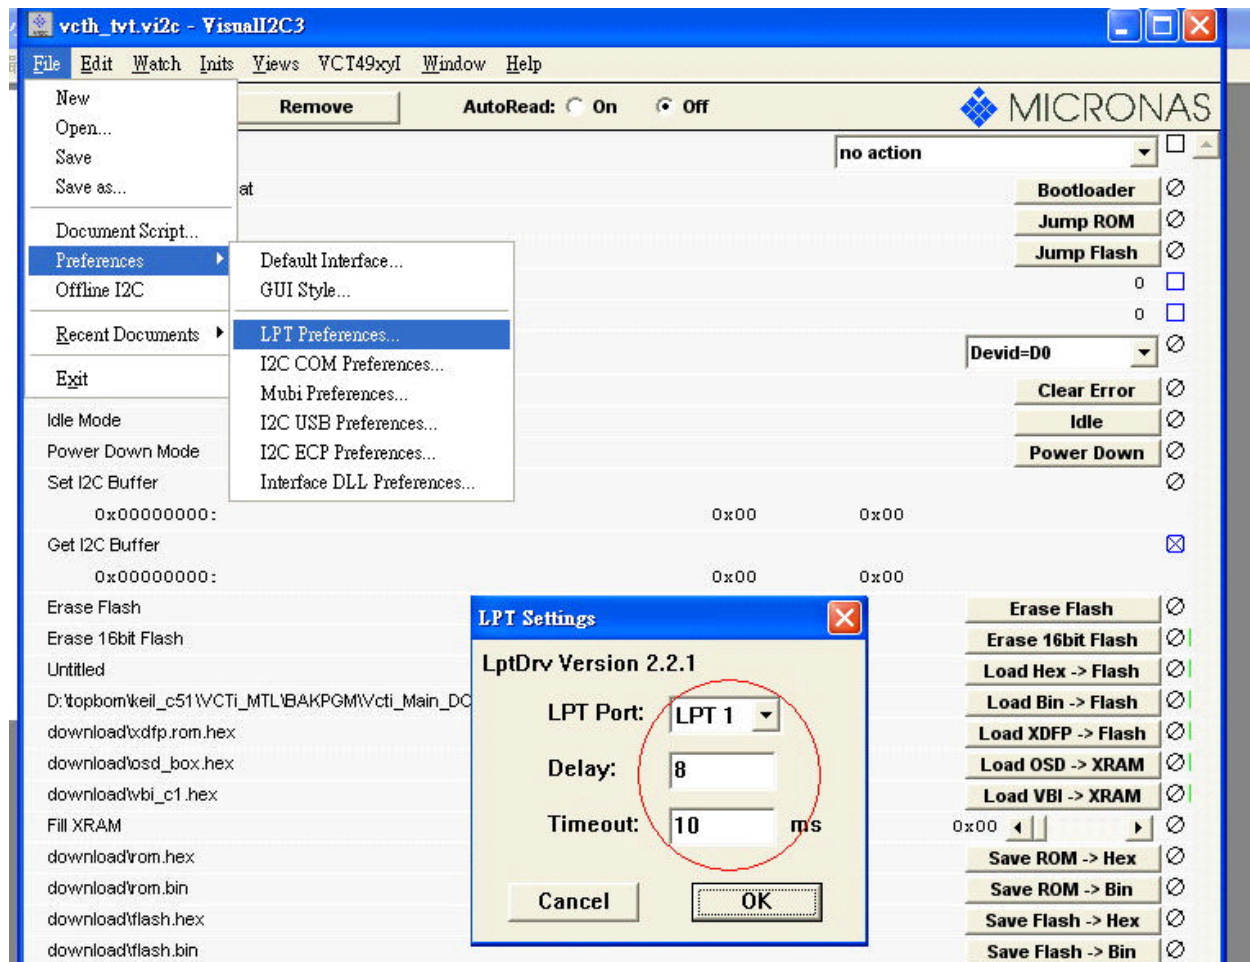 vcth_tvt.vi2c - VisualI2C3
File Edit Watch Inits Views VCT49xyI Window Help
New
Open...
Save
Save as...
Document Script...
Preferences
Offline I2C
Recent Documents
Exit
Default Interface...
GUI Style...
LPT Preferences...
I2C COM Preferences...
Mubi Preferences...
I2C USB Preferences...
I2C ECP Preferences...
Interface DLL Preferences...
Remove AutoRead: On Off MICRONAS
no action
at Bootloader
Jump ROM
Jump Flash
0
0
Devid=D0
Clear Error
Idle Mode Idle
Power Down Mode Power Down
Set I2C Buffer
0x00000000: 0x00 0x00
Get I2C Buffer
0x00000000: 0x00 0x00
Erase Flash Erase Flash
Erase 16bit Flash Erase 16bit Flash
Untitled Load Hex -> Flash
D:\topbom\keil_c51\VCTi_MTL\BAKPGM\Vcti_Main_DC Load Bin -> Flash
download\xdfp.rom.hex Load XDFP -> Flash
download\osd_box.hex Load OSD -> XRAM
download\vbi_c1.hex Load VBI -> XRAM
Fill XRAM 0x00
download\rom.hex Save ROM -> Hex
download\rom.bin Save ROM -> Bin
download\flash.hex Save Flash -> Hex
download\flash.bin Save Flash -> Bin
LPT Settings
LptDrv Version 2.2.1
LPT Port: LPT 1
Delay: 8
Timeout: 10 ms
Cancel OK